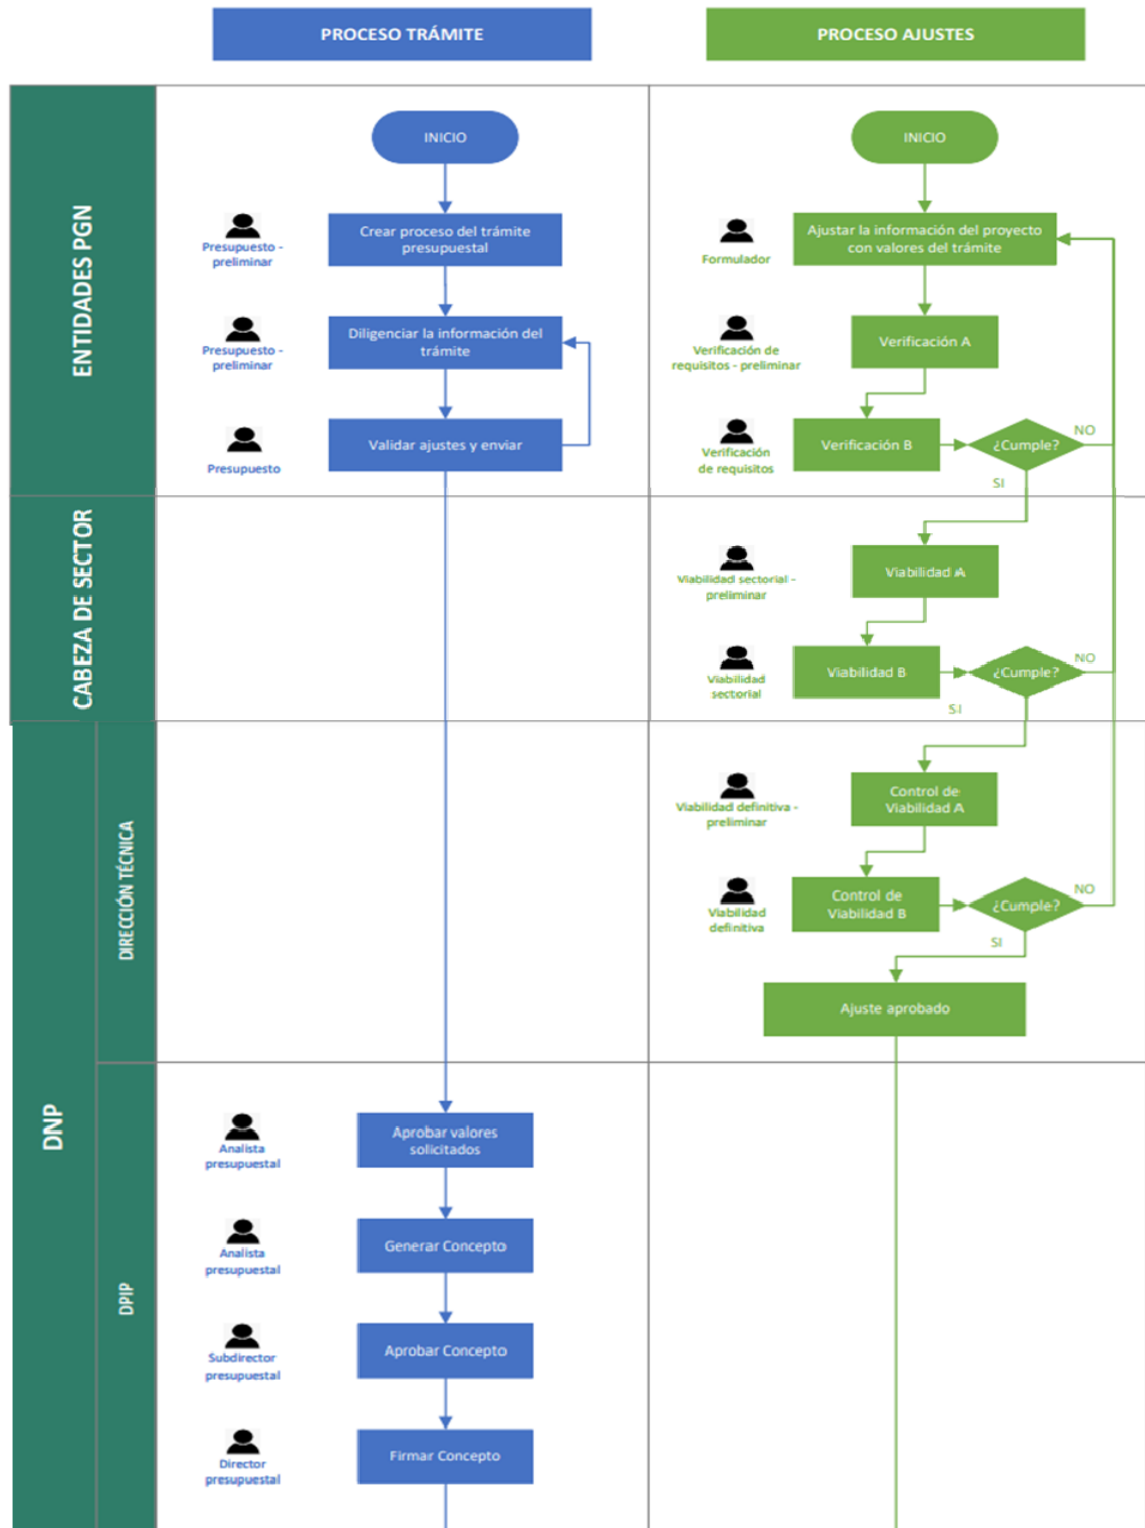 PROCESO TRÁMITE
PROCESO AJUSTES
ENTIDADES PGN
INICIO
Presupuesto -
preliminar
Crear proceso del trámite
presupuestal
Presupuesto -
preliminar
Diligenciar la información del
trámite
Presupuesto
Validar ajustes y enviar
INICIO
Formulador
Ajustar la información del proyecto
con valores del trámite
Verificación de
requisitos - preliminar
Verificación A
Verificación
de requisitos
Verificación B
¿Cumple?
NO
SI
CABEZA DE SECTOR
Viabilidad sectorial -
preliminar
Viabilidad A
Viabilidad
sectorial
Viabilidad B
¿Cumple?
NO
SI
DNP
DIRECCIÓN TÉCNICA
Viabilidad definitiva -
preliminar
Control de
Viabilidad A
Viabilidad
definitiva
Control de
Viabilidad B
¿Cumple?
NO
SI
Ajuste aprobado
DPIP
Analista
presupuestal
Aprobar valores
solicitados
Analista
presupuestal
Generar Concepto
Subdirector
presupuestal
Aprobar Concepto
Director
presupuestal
Firmar Concepto